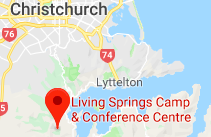 Christchurch
76
74
Lyttelton
Living Springs Camp
& Conference Centre
75